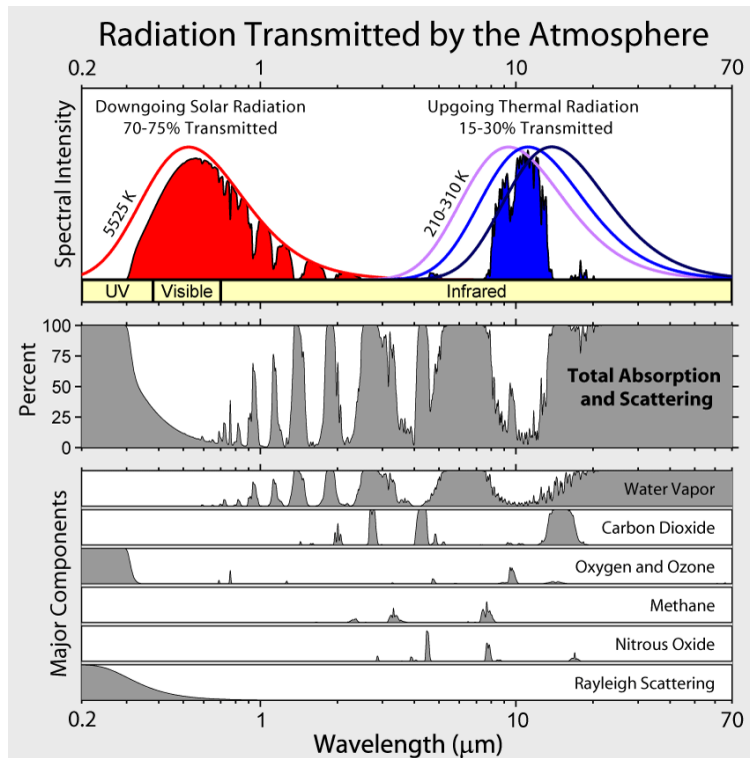 Radiation Transmitted by the Atmosphere
0.2 1 10 70
Downgoing Solar Radiation
70-75% Transmitted
Upgoing Thermal Radiation
15-30% Transmitted
Spectral Intensity
5525 K
210-310 K
UV Visible Infrared
Percent
100
75
50
25
0
Total Absorption
and Scattering
Major Components
Water Vapor
Carbon Dioxide
Oxygen and Ozone
Methane
Nitrous Oxide
Rayleigh Scattering
0.2 1 10 70
Wavelength (μm)